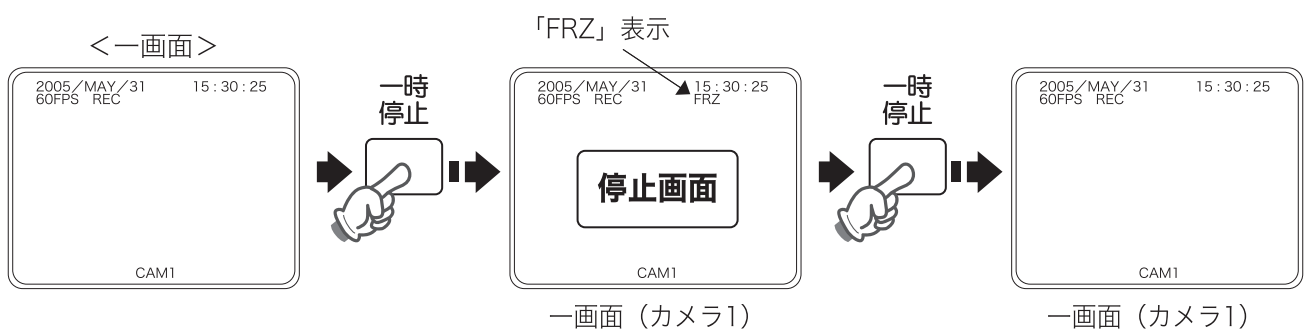 「FRZ」表示
＜一画面＞
2005／MAY／31 15:30:25
60FPS REC
CAM1
一時
停止
2005／MAY／31 15:30:25
60FPS REC FRZ
停止画面
CAM1
一画面（カメラ1）
一時
停止
2005／MAY／31 15:30:25
60FPS REC
CAM1
一画面（カメラ1）